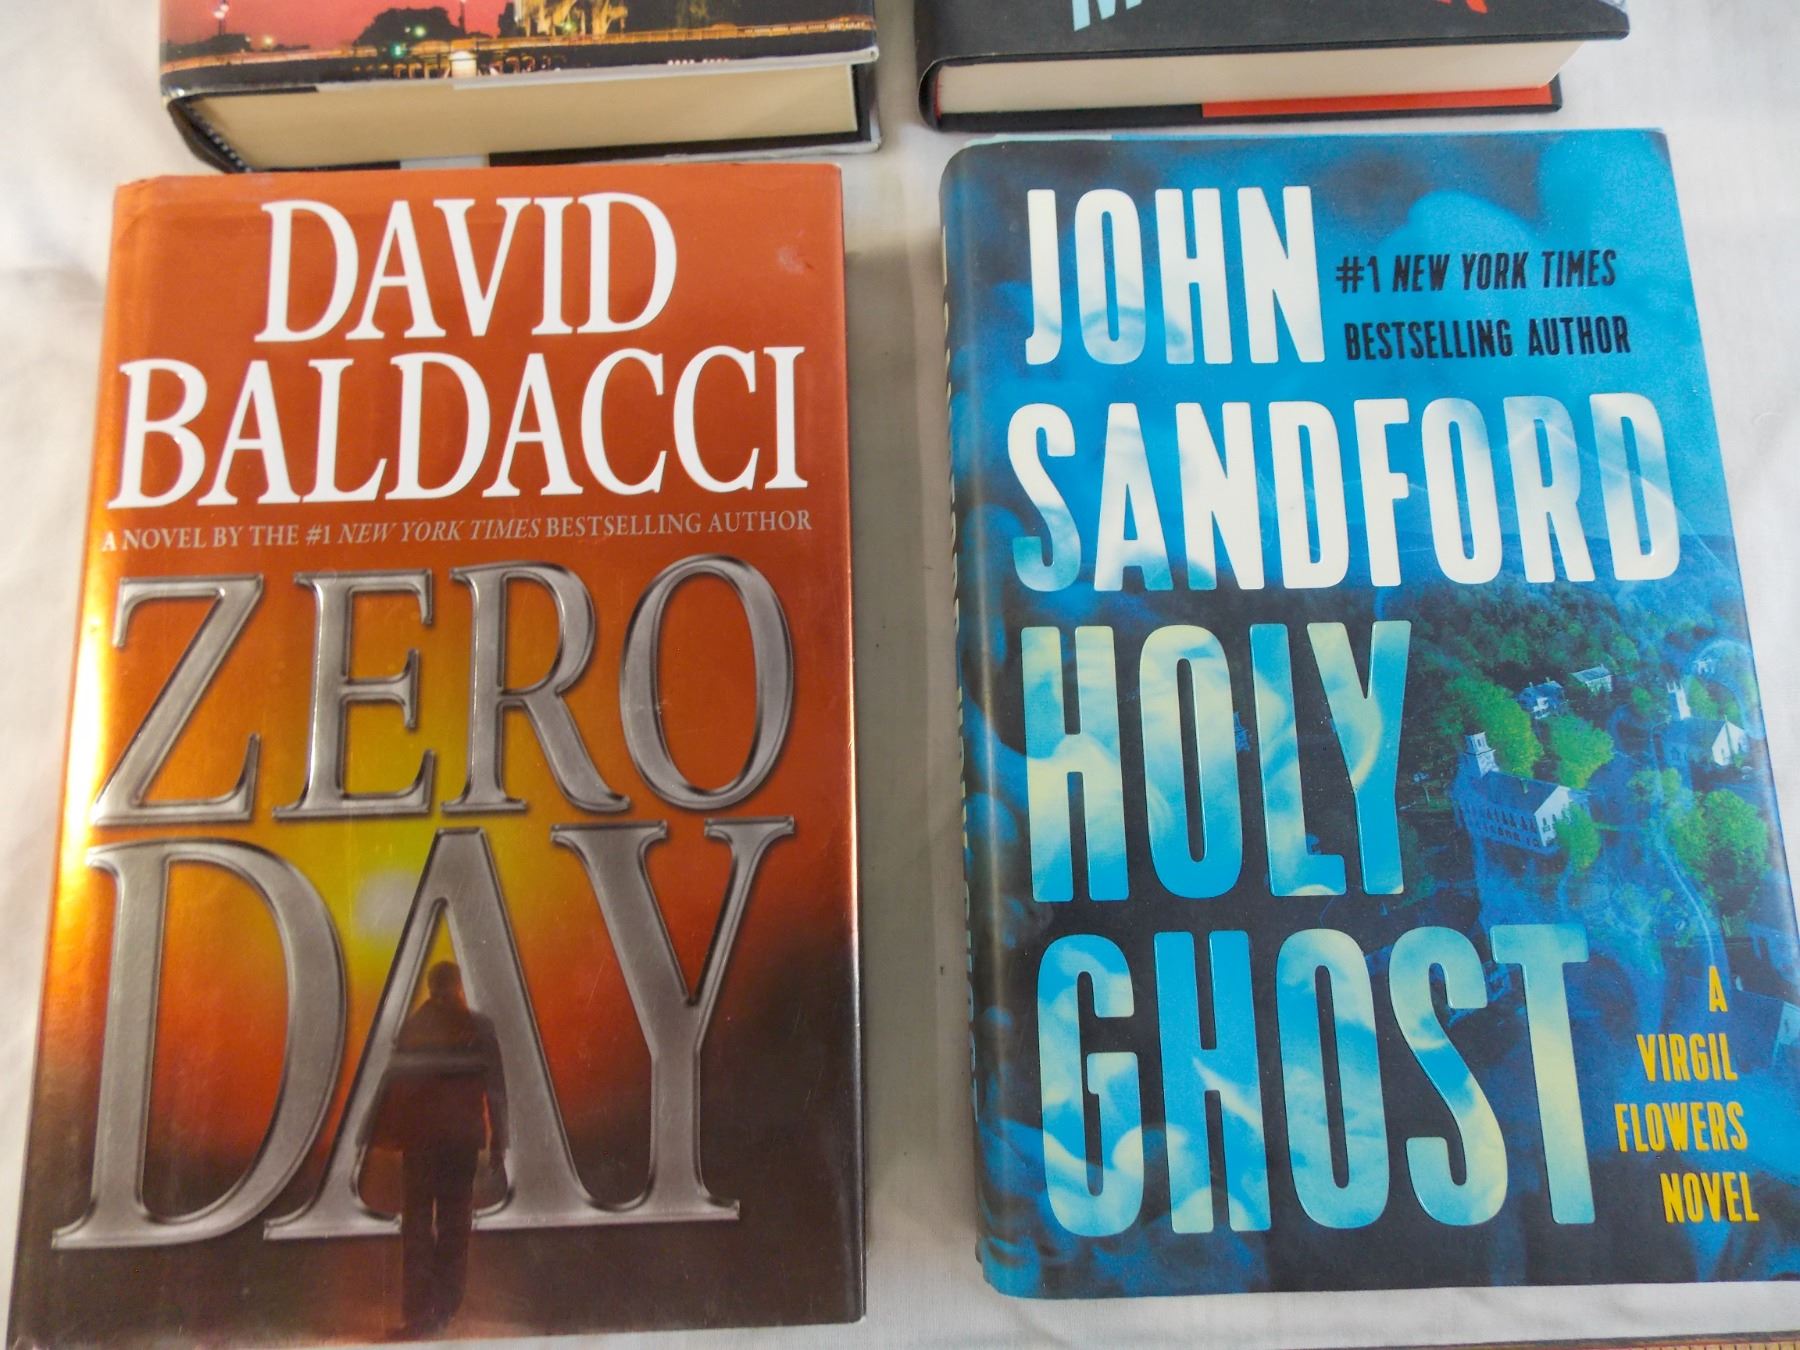 DAVID
BALDACCI
A NOVEL BY THE #1 NEW YORK TIMES BESTSELLING AUTHOR
ZERO
DAY
JOHN
#1 NEW YORK TIMES
BESTSELLING AUTHOR
SANDFORD
HOLY
GHOST
A
VIRGIL
FLOWERS
NOVEL